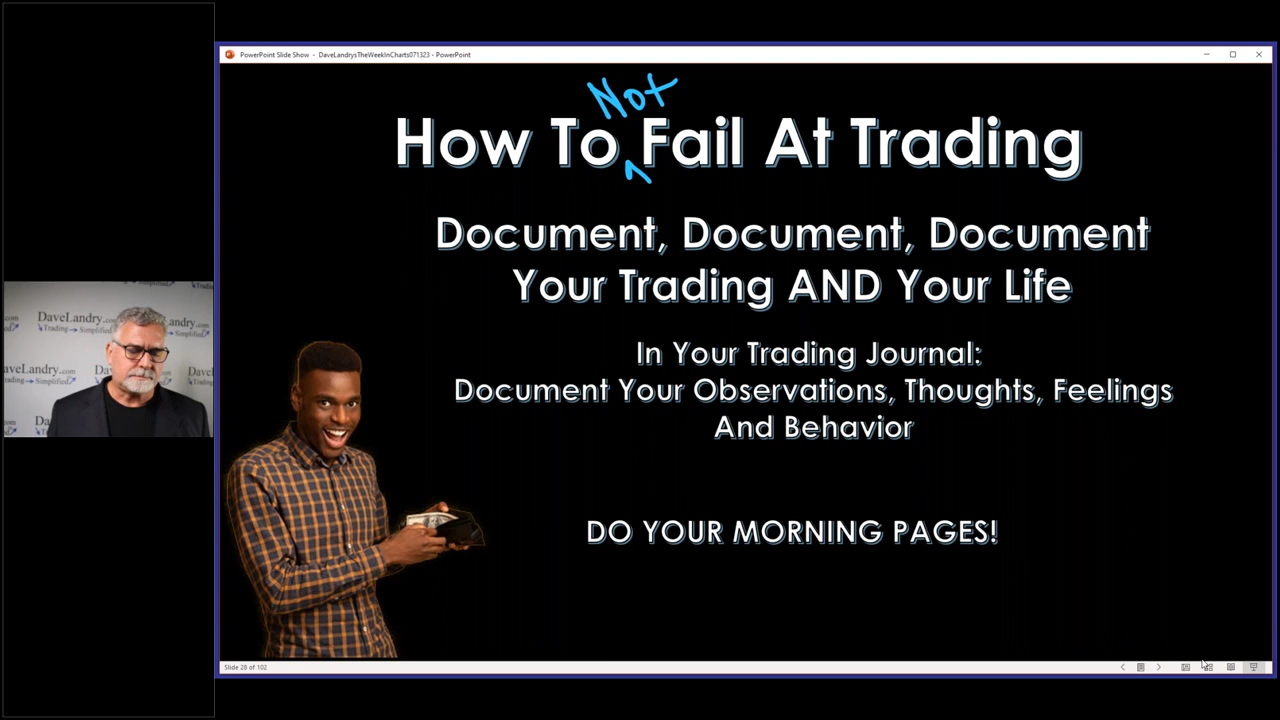 PowerPoint Slide Show - DaveLandrysTheWeekInCharts071323 - PowerPoint
Not
How To Fail At Trading
Document, Document, Document
Your Trading AND Your Life
In Your Trading Journal:
Document Your Observations, Thoughts, Feelings
And Behavior
DO YOUR MORNING PAGES!
DaveLandry.com
Trading Simplified
DaveLandry.com
Slide 28 of 102